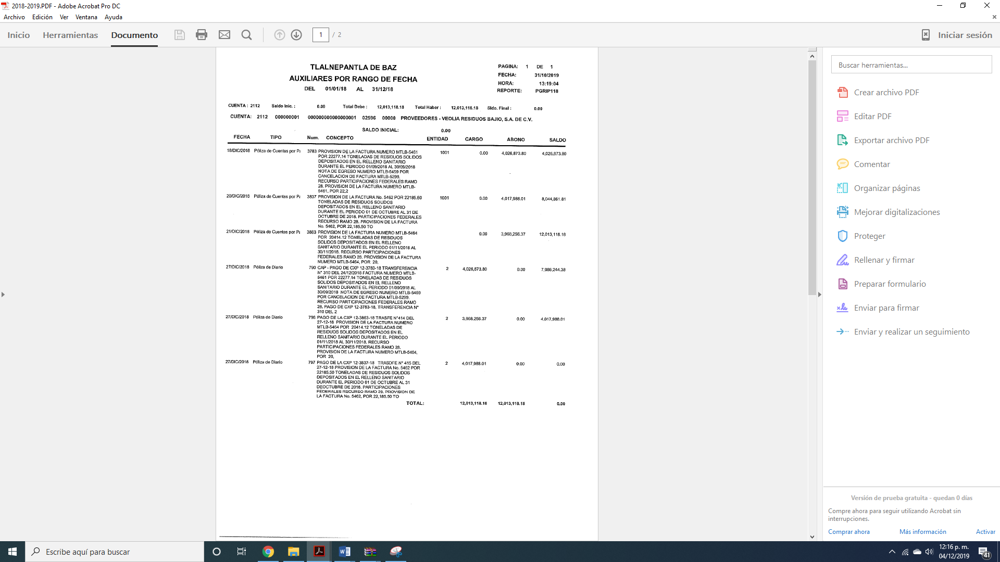 2018-2019.PDF - Adobe Acrobat Pro DC
Archivo Edición Ver Ventana Ayuda
Inicio Herramientas Documento 1 / 2 Iniciar sesión
TLALNEPANTLA DE BAZ
AUXILIARES POR RANGO DE FECHA
DEL 01/01/18 AL 31/12/18
PAGINA: 1 DE 1
FECHA: 31/10/2019
HORA: 13:19:04
REPORTE: PGRIP118
CUENTA : 2112 Saldo Inic. : 0.00 Total Debe : 12,013,118.18 Total Haber : 12,013,118.18 Sldo. Final : 0.00
CUENTA: 2112 000000001 000000000000000001 02596 00000 PROVEEDORES - VEOLIA RESIDUOS BAJIO, S.A. DE C.V.
SALDO INICIAL: 0.00
FECHA TIPO Num. CONCEPTO ENTIDAD CARGO ABONO SALDO
18/DIC/2018 Póliza de Cuentas por Pa 3783 PROVISION DE LA FACTURA NUMERO MTLB-5461 1001 0.00 4,026,873.80 4,026,873.80
POR 22277.14 TONELADAS DE RESIDUOS SOLIDOS
DEPOSITADOS EN EL RELLENO SANITARIO
DURANTE EL PERIODO 01/09/2018 AL 30/09/2018
NOTA DE EGRESO NUMERO MTLB-5459 POR
CANCELACION DE FACTURA MTLB-5299.
RECURSO PARTICIPACIONES FEDERALES RAMO
28. PROVISION DE LA FACTURA NUMERO MTLB-
5461, POR 22,2
20/DIC/2018 Póliza de Cuentas por Pa 3837 PROVISION DE LA FACTURA No. 5462 POR 22185.50 1001 0.00 4,017,988.01 8,044,861.81
TONELADAS DE RESIDUOS SOLIDOS
DEPOSITADOS EN EL RELLENO SANITARIO
DURANTE EL PERIODO 01 DE OCTUBRE AL 31 DE
OCTUBRE DE 2018. PARTICIPACIONES FEDERALES
RECURSO RAMO 28. PROVISION DE LA FACTURA
No. 5462, POR 22,185.50 TO
21/DIC/2018 Póliza de Cuentas por Pa 3863 PROVISION DE LA FACTURA NUMERO MTLB-5464 0.00 3,968,256.37 12,013,118.18
POR 20414.12 TONELADAS DE RESIDUOS
SOLIDOS DEPOSITADOS EN EL RELLENO
SANITARIO DURANTE EL PERIODO 01/11/2018 AL
30/11/2018. RECURSO PARTICIPACIONES
FEDERALES RAMO 28. PROVISION DE LA FACTURA
NUMERO MTLB-5464, POR 20,
27/DIC/2018 Póliza de Diario 790 CAP - PAGO DE CXP 12-3783-18 TRANSFERENCIA 2 4,026,873.80 0.00 7,986,244.38
N° 310 DEL 24/12/2018 FACTURA NUMERO MTLB-
5461 POR 22277.14 TONELADAS DE RESIDUOS
SOLIDOS DEPOSITADOS EN EL RELLENO
SANITARIO DURANTE EL PERIODO 01/09/2018 AL
30/09/2018 NOTA DE EGRESO NUMERO MTLB-5459
POR CANCELACION DE FACTURA MTLB-5299.
RECURSO PARTICIPACIONES FEDERALES RAMO
28. PAGO DE CXP 12-3783-18, TRANSFERENCIA N°
310 DEL 2
27/DIC/2018 Póliza de Diario 796 PAGO DE LA CXP 12-3863-18 TRASFE N°414 DEL 2 3,968,256.37 0.00 4,017,988.01
27-12-18 PROVISION DE LA FACTURA NUMERO
MTLB-5464 POR 20414.12 TONELADAS DE
RESIDUOS SOLIDOS DEPOSITADOS EN EL
RELLENO SANITARIO DURANTE EL PERIODO
01/11/2018 AL 30/11/2018. RECURSO
PARTICIPACIONES FEDERALES RAMO 28.
PROVISION DE LA FACTURA NUMERO MTLB-5464,
POR 20,
27/DIC/2018 Póliza de Diario 797 PAGO DE LA CXP 12-3837-18 TRASDFE N° 415 DEL 2 4,017,988.01 0.00 0.00
27-12-18 PROVISION DE LA FACTURA No. 5462 POR
22185.50 TONELADAS DE RESIDUOS SOLIDOS
DEPOSITADOS EN EL RELLENO SANITARIO
DURANTE EL PERIODO 01 DE OCTUBRE AL 31
DEOCTUBRE DE 2018. PARTICIPACIONES
FEDERALES RECURSO RAMO 28. PROVISION DE
LA FACTURA No. 5462, POR 22,185.50 TO
TOTAL: 12,013,118.18 12,013,118.18 0.00
Buscar herramientas...
Crear archivo PDF
Editar PDF
Exportar archivo PDF
Comentar
Organizar páginas
Mejorar digitalizaciones
Proteger
Rellenar y firmar
Preparar formulario
Enviar para firmar
Enviar y realizar un seguimiento
Versión de prueba gratuita - quedan 0 días
Compre ahora para seguir utilizando Acrobat sin
interrupciones.
Comprar ahora Más información Activar
Escribe aquí para buscar
12:16 p. m.
04/12/2019
41